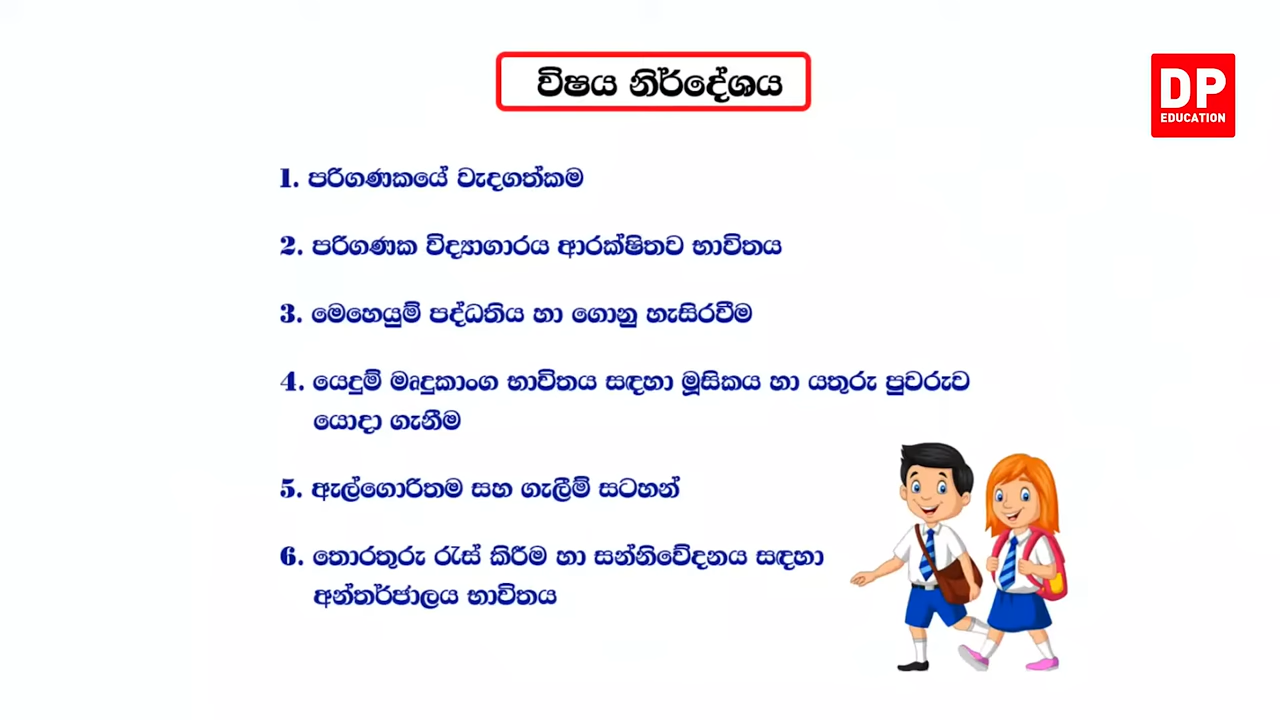 විෂය නිර්දේශය
DP
EDUCATION
1. පරිගණකයේ වැදගත්කම
2. පරිගණක විද්‍යාගාරය ආරක්ෂිතව භාවිතය
3. මෙහෙයුම් පද්ධතිය හා ගොනු හැසිරවීම
4. යෙදුම් මෘදුකාංග භාවිතය සඳහා මූසිකය හා යතුරු පුවරුව
යොදා ගැනීම
5. ඇල්ගොරිතම සහ ගැලීම් සටහන්
6. තොරතුරු රැස් කිරීම හා සන්නිවේදනය සඳහා
අන්තර්ජාලය භාවිතය